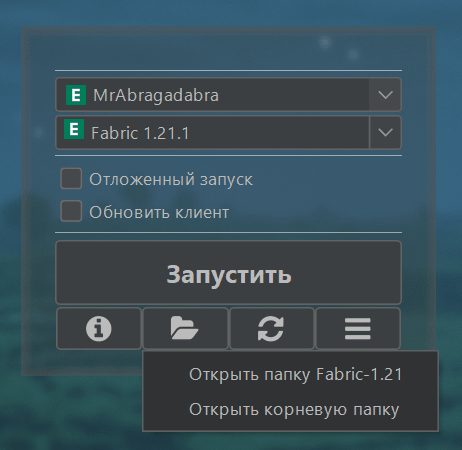 E MrAbragadabra
E Fabric 1.21.1
Отложенный запуск
Обновить клиент
Запустить
Открыть папку Fabric-1.21
Открыть корневую папку